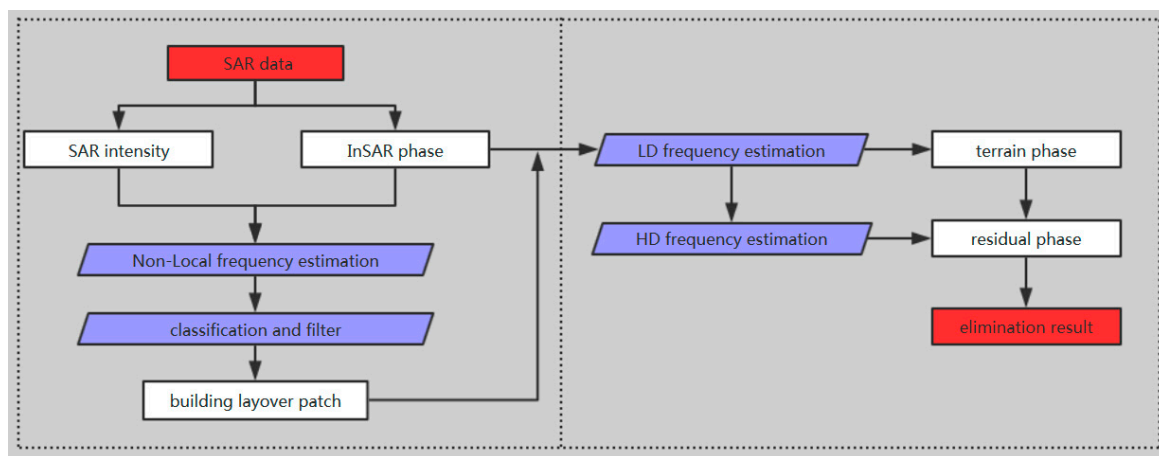 SAR data
SAR intensity
InSAR phase
Non-Local frequency estimation
classification and filter
building layover patch
LD frequency estimation
terrain phase
HD frequency estimation
residual phase
elimination result